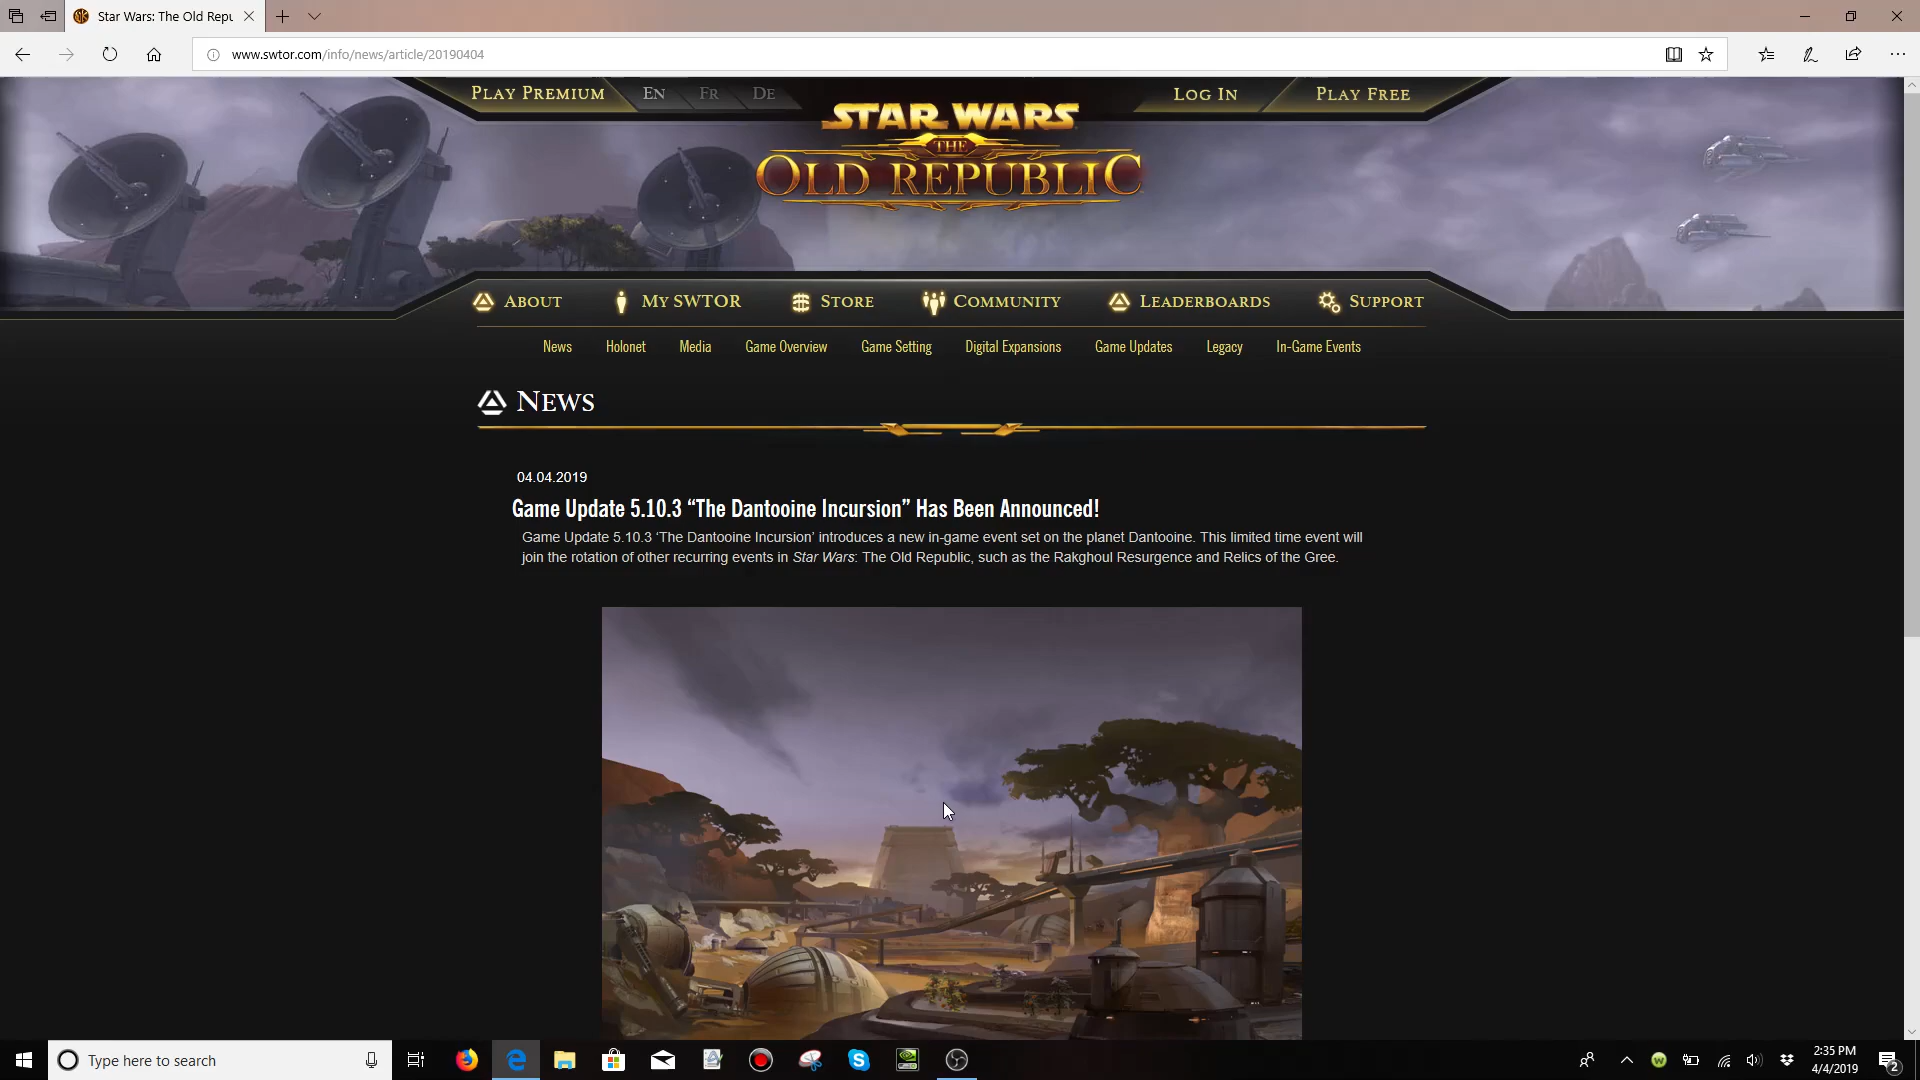 Star Wars: The Old Repu
www.swtor.com/info/news/article/20190404
PLAY PREMIUM EN FR DE LOG IN PLAY FREE
STAR WARS
THE
OLD REPUBLIC
ABOUT MY SWTOR STORE COMMUNITY LEADERBOARDS SUPPORT
News Holonet Media Game Overview Game Setting Digital Expansions Game Updates Legacy In-Game Events
NEWS
04.04.2019
Game Update 5.10.3 “The Dantooine Incursion” Has Been Announced!
Game Update 5.10.3 ‘The Dantooine Incursion’ introduces a new in-game event set on the planet Dantooine. This limited time event will
join the rotation of other recurring events in Star Wars: The Old Republic, such as the Rakghoul Resurgence and Relics of the Gree.
Type here to search
2:35 PM
4/4/2019
2